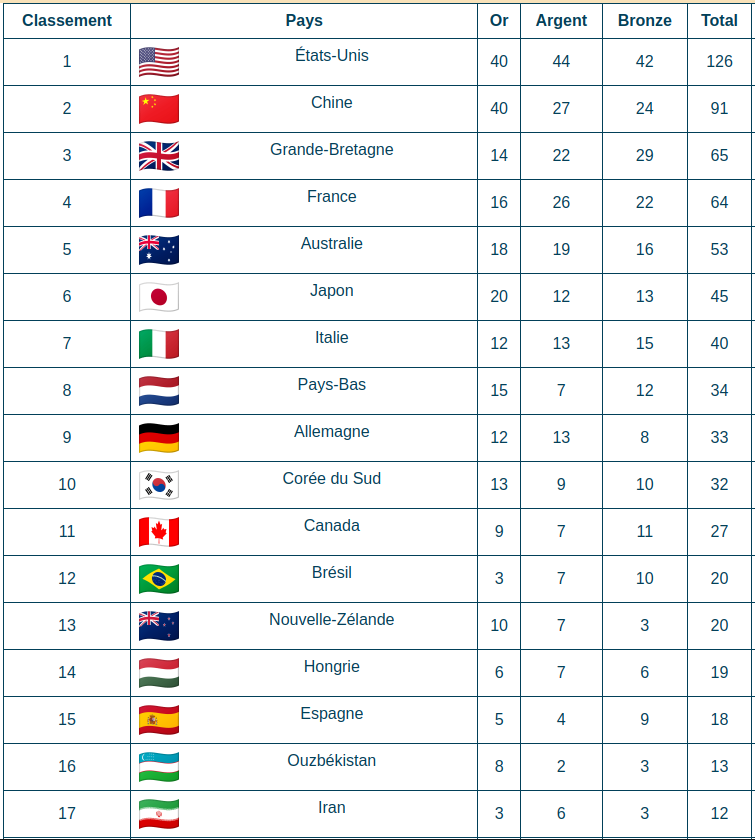 Classement Pays Or Argent Bronze Total
1 États-Unis 40 44 42 126
2 Chine 40 27 24 91
3 Grande-Bretagne 14 22 29 65
4 France 16 26 22 64
5 Australie 18 19 16 53
6 Japon 20 12 13 45
7 Italie 12 13 15 40
8 Pays-Bas 15 7 12 34
9 Allemagne 12 13 8 33
10 Corée du Sud 13 9 10 32
11 Canada 9 7 11 27
12 Brésil 3 7 10 20
13 Nouvelle-Zélande 10 7 3 20
14 Hongrie 6 7 6 19
15 Espagne 5 4 9 18
16 Ouzbékistan 8 2 3 13
17 Iran 3 6 3 12